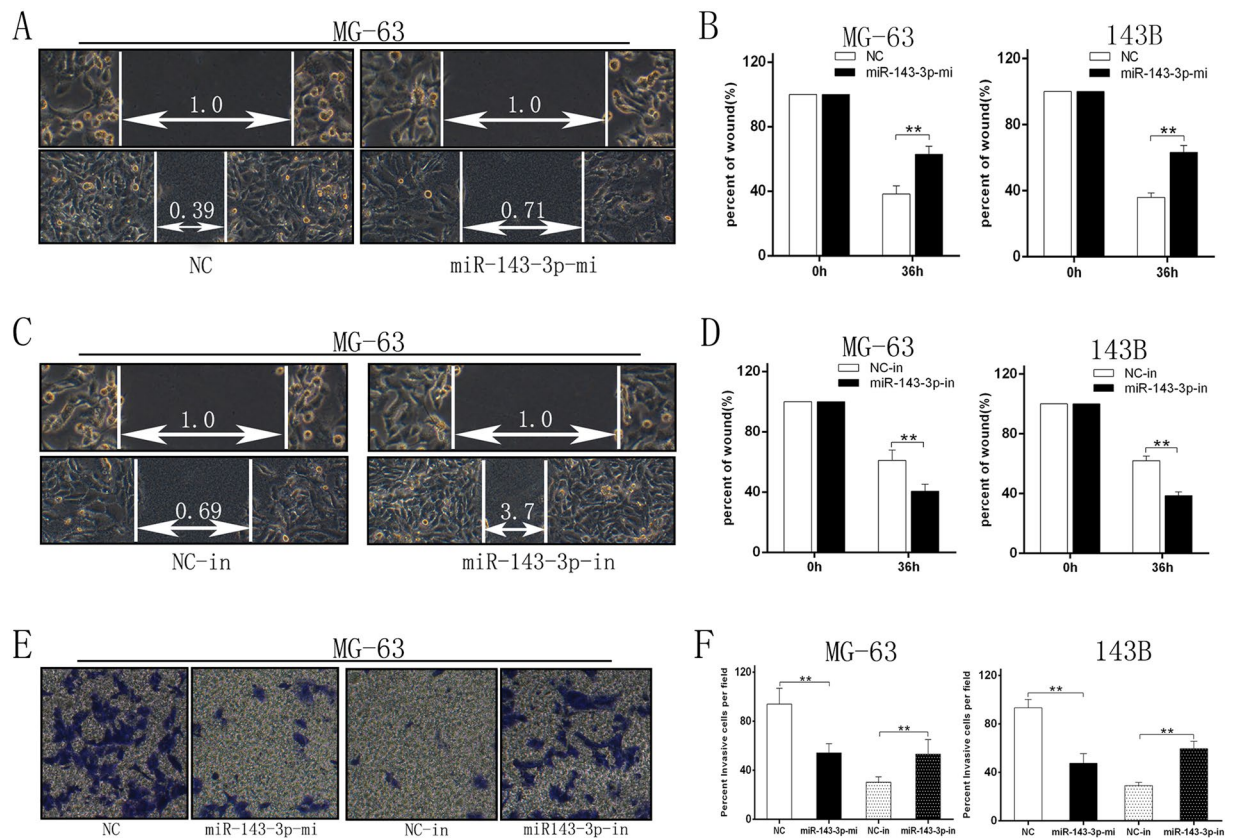 A
MG-63
1.0
1.0
0.39
0.71
NC
miR-143-3p-mi
B
MG-63
NC
miR-143-3p-mi
percent of wound(%)
120
80
40
0
**
0h
36h
143B
NC
miR-143-3p-mi
percent of wound(%)
120
80
40
0
**
0h
36h
C
MG-63
1.0
1.0
0.69
3.7
NC-in
miR-143-3p-in
D
MG-63
NC-in
miR-143-3p-in
percent of wound(%)
120
80
40
0
**
0h
36h
143B
NC-in
miR-143-3p-in
percent of wound(%)
120
80
40
0
**
0h
36h
E
MG-63
NC
miR-143-3p-mi
NC-in
miR143-3p-in
F
MG-63
Percent Invasive cells per field
120
80
40
0
**
**
NC
miR-143-3p-mi
NC-in
miR-143-3p-in
143B
Percent Invasive cells per field
120
80
40
0
**
**
NC
miR-143-3p-mi
NC-in
miR-143-3p-in